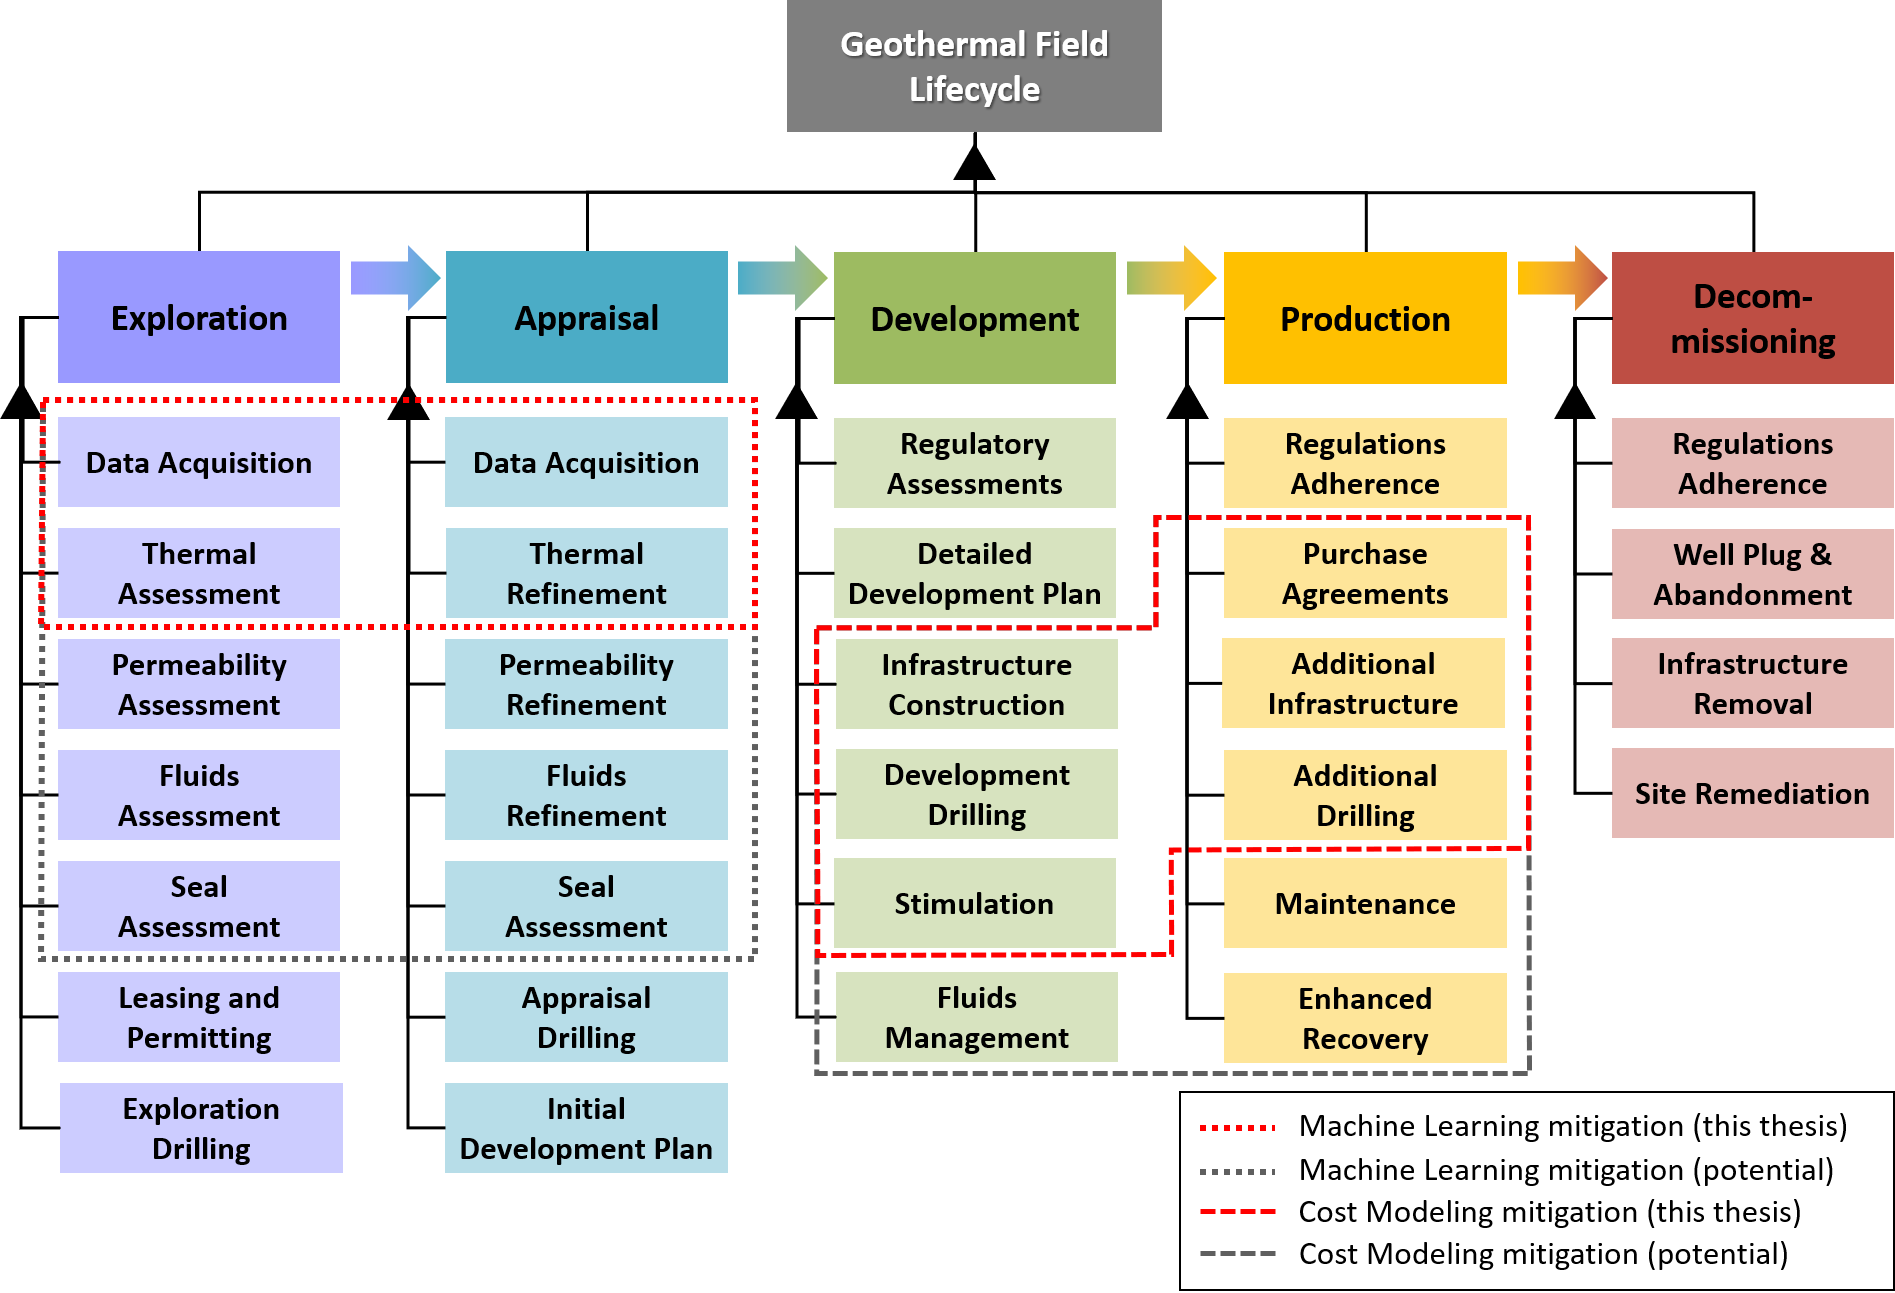 Geothermal Field
Lifecycle
Exploration
Appraisal
Development
Production
Decom-
missioning
Data Acquisition
Thermal
Assessment
Permeability
Assessment
Fluids
Assessment
Seal
Assessment
Leasing and
Permitting
Exploration
Drilling
Data Acquisition
Thermal
Refinement
Permeability
Refinement
Fluids
Refinement
Seal
Assessment
Appraisal
Drilling
Initial
Development Plan
Regulatory
Assessments
Detailed
Development Plan
Infrastructure
Construction
Development
Drilling
Stimulation
Fluids
Management
Regulations
Adherence
Purchase
Agreements
Additional
Infrastructure
Additional
Drilling
Maintenance
Enhanced
Recovery
Regulations
Adherence
Well Plug &
Abandonment
Infrastructure
Removal
Site Remediation
Machine Learning mitigation (this thesis)
Machine Learning mitigation (potential)
Cost Modeling mitigation (this thesis)
Cost Modeling mitigation (potential)